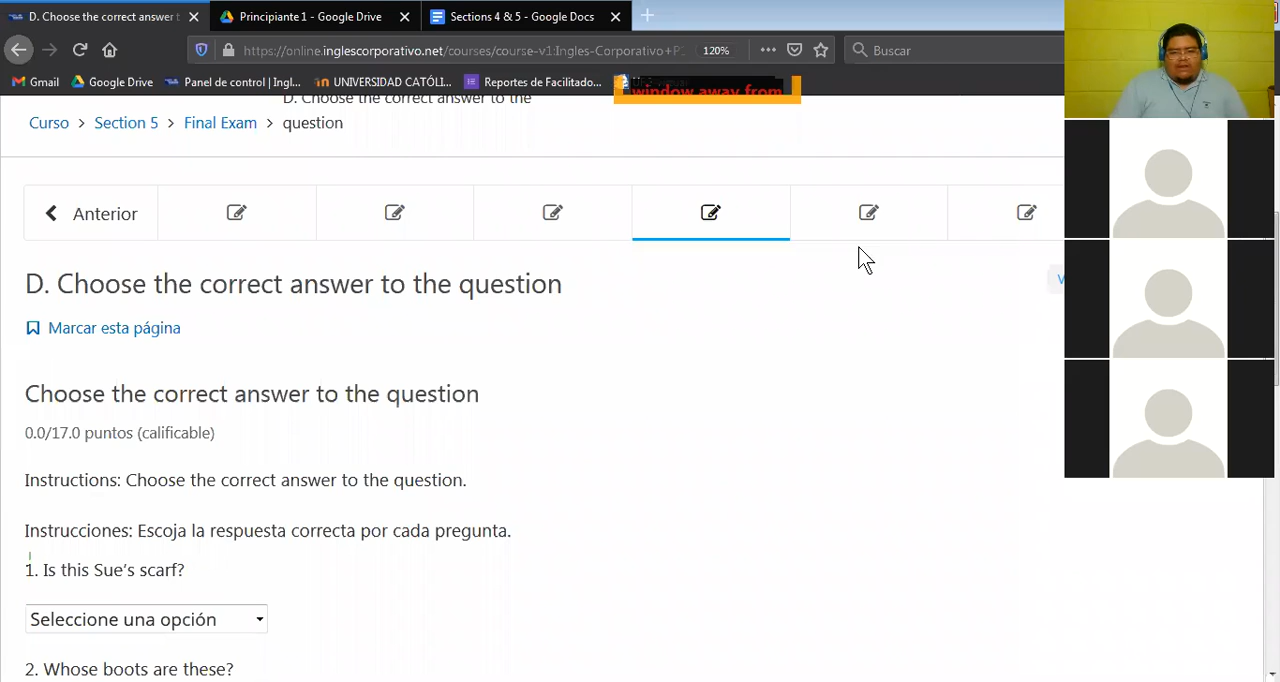 D. Choose the correct answer t
Principiante 1 - Google Drive
Sections 4 & 5 - Google Docs
https://online.inglescorporativo.net/courses/course-v1:Ingles-Corporativo+P
120%
Buscar
Gmail
Google Drive
Panel de control | Ingl...
UNIVERSIDAD CATÓLI...
Reportes de Facilitado...
window away from
D. Choose the correct answer to the
Curso > Section 5 > Final Exam > question
Anterior
D. Choose the correct answer to the question
V
Marcar esta página
Choose the correct answer to the question
0.0/17.0 puntos (calificable)
Instructions: Choose the correct answer to the question.
Instrucciones: Escoja la respuesta correcta por cada pregunta.
1. Is this Sue's scarf?
Seleccione una opción
2. Whose boots are these?